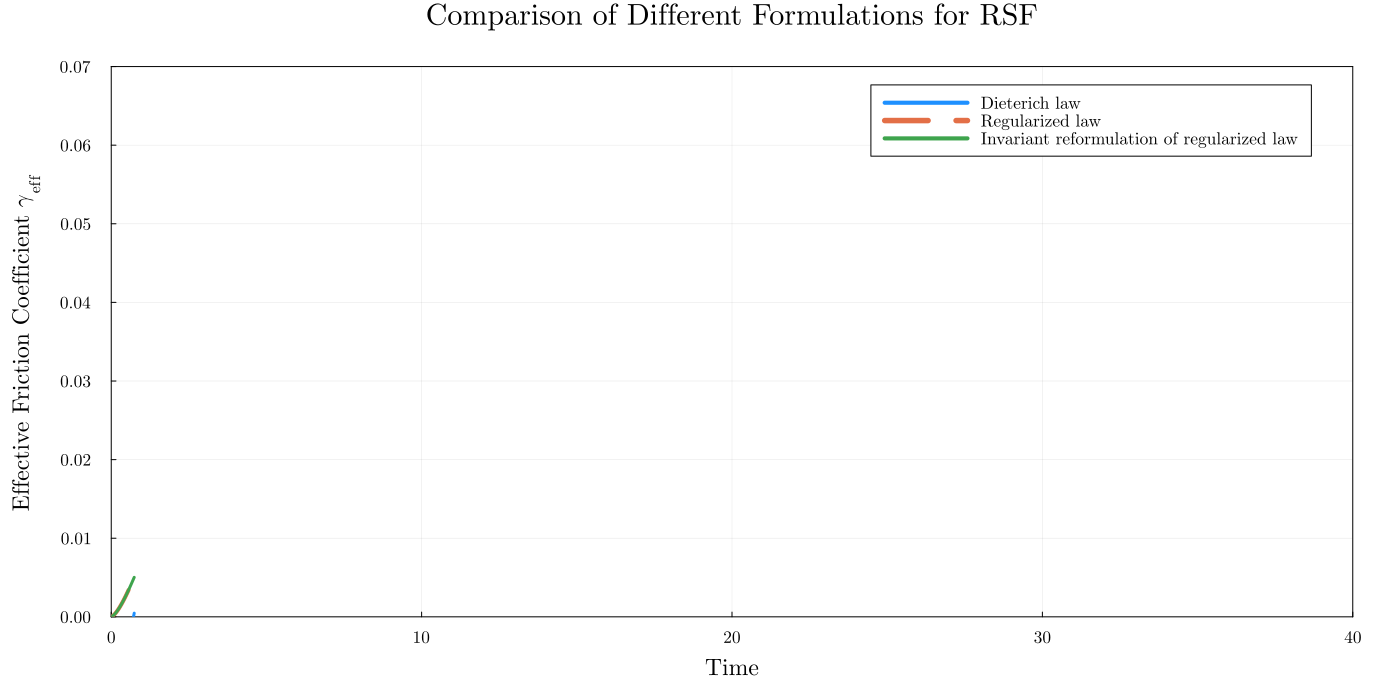 Comparison of Different Formulations for RSF
0.07
0.06
0.05
0.04
0.03
0.02
0.01
0.00
Effective Friction Coefficient γeff
Dieterich law
Regularized law
Invariant reformulation of regularized law
0 10 20 30 40
Time